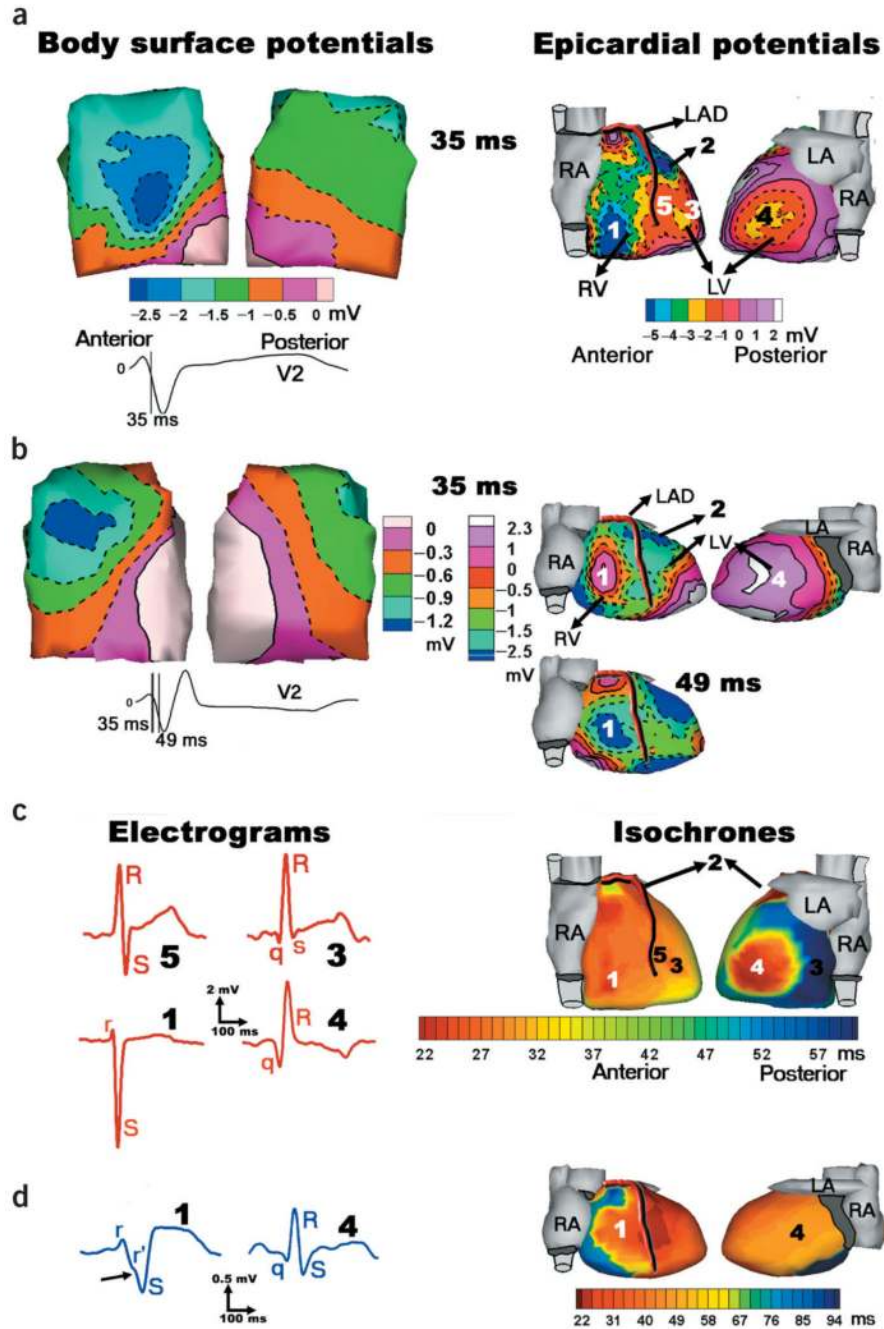 a
Body surface potentials
Epicardial potentials
35 ms
LAD
2
LA
RA
RA
5
3
4
1
RV
LV
−2.5 −2 −1.5 −1 −0.5 0 mV
−5 −4 −3 −2 −1 0 1 2 mV
Anterior
Posterior
Anterior
Posterior
0
V2
35 ms
b
35 ms
LAD
2
LV
LA
RA
RA
1
4
RV
0
−0.3
−0.6
−0.9
−1.2
mV
2.3
1
0
−0.5
−1
−1.5
−2.5
mV
49 ms
1
0
V2
35 ms
49 ms
c
Electrograms
Isochrones
R
S
5
R
q
s
3
2
RA
LA
RA
5
3
1
4
3
2 mV
100 ms
r
1
S
R
4
q
22 27 32 37 42 47 52 57 ms
Anterior
Posterior
d
r
r'
1
S
R
4
q
S
0.5 mV
100 ms
RA
1
LA
RA
4
22 31 40 49 58 67 76 85 94 ms